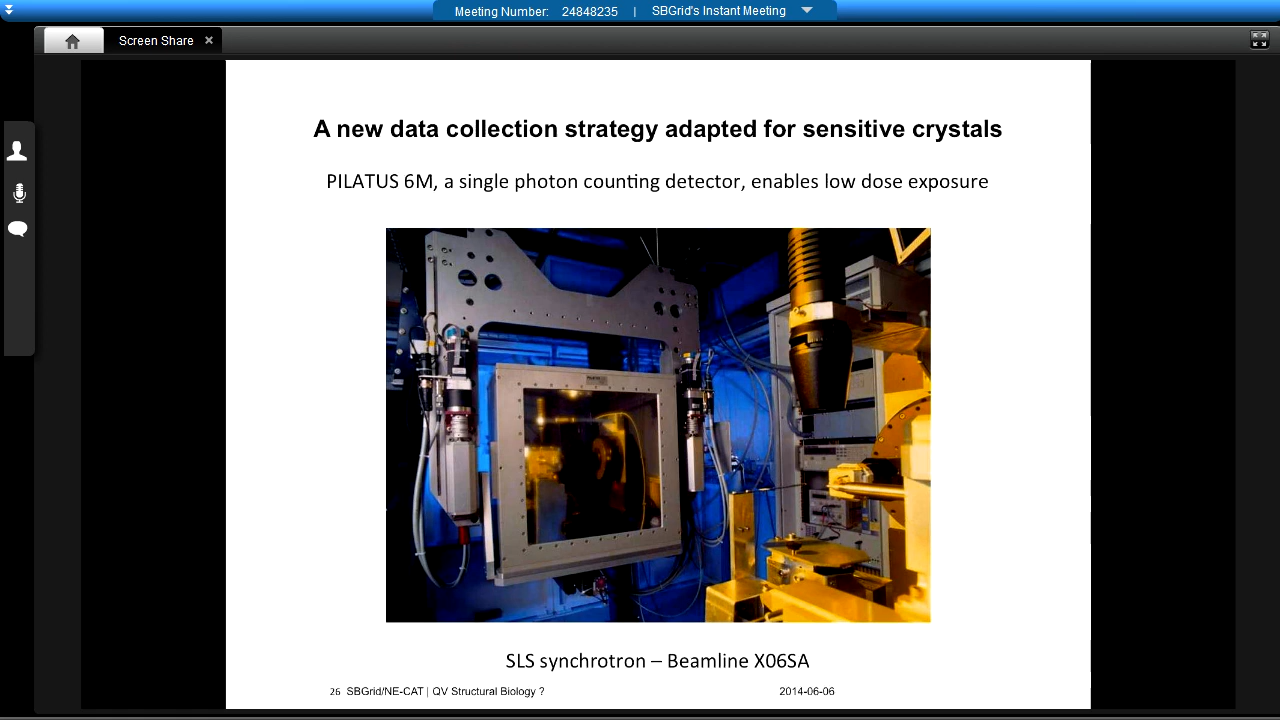 Meeting Number: 24848235 | SBGrid's Instant Meeting
Screen Share
A new data collection strategy adapted for sensitive crystals
PILATUS 6M, a single photon counting detector, enables low dose exposure
SLS synchrotron – Beamline X06SA
26 SBGrid/NE-CAT | QV Structural Biology ? 2014-06-06